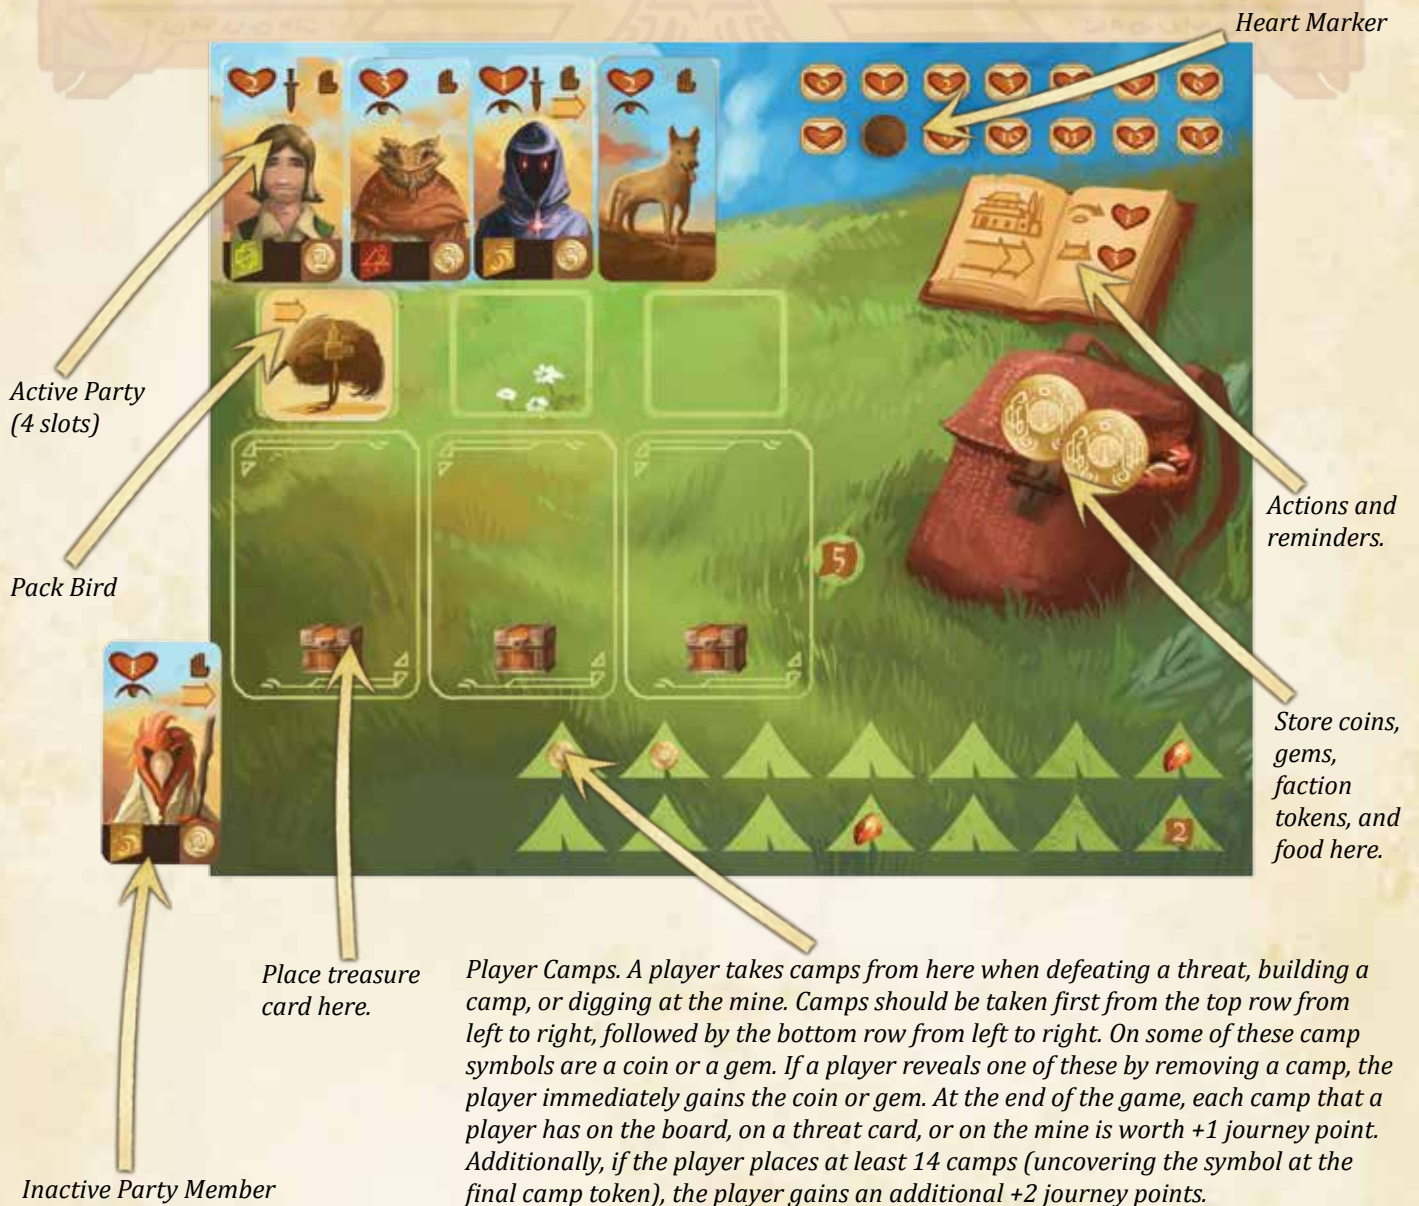 Heart Marker
Active Party
(4 slots)
Pack Bird
Actions and
reminders.
Store coins,
gems,
faction
tokens, and
food here.
5
2
Place treasure
card here.
Player Camps. A player takes camps from here when defeating a threat, building a
camp, or digging at the mine. Camps should be taken first from the top row from
left to right, followed by the bottom row from left to right. On some of these camp
symbols are a coin or a gem. If a player reveals one of these by removing a camp, the
player immediately gains the coin or gem. At the end of the game, each camp that a
player has on the board, on a threat card, or on the mine is worth +1 journey point.
Additionally, if the player places at least 14 camps (uncovering the symbol at the
final camp token), the player gains an additional +2 journey points.
Inactive Party Member